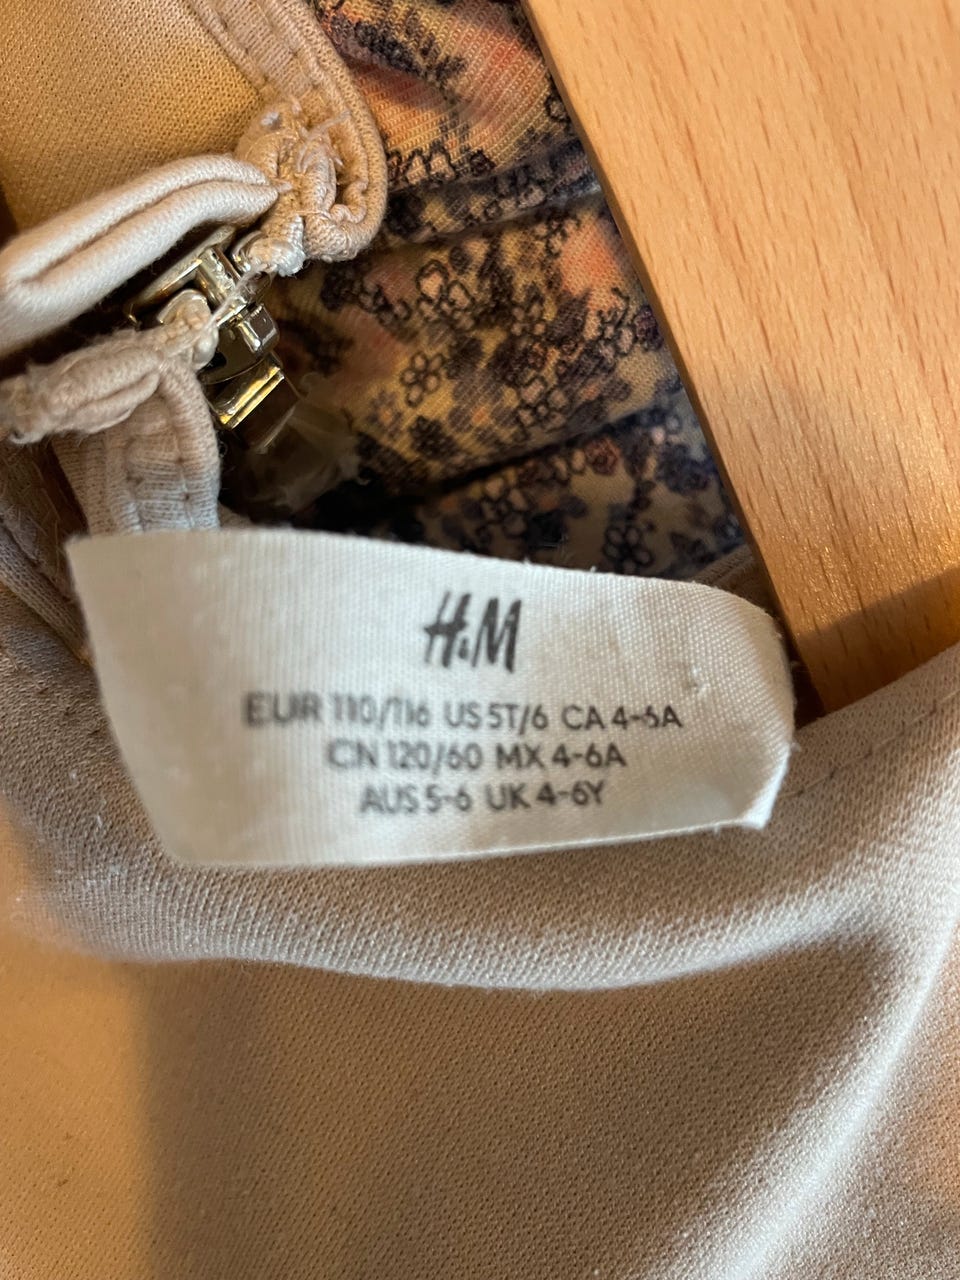 H&M
EUR 110/116 US 5T/6 CA 4-6A
CN 120/60 MX 4-6A
AUS 5-6 UK 4-6Y